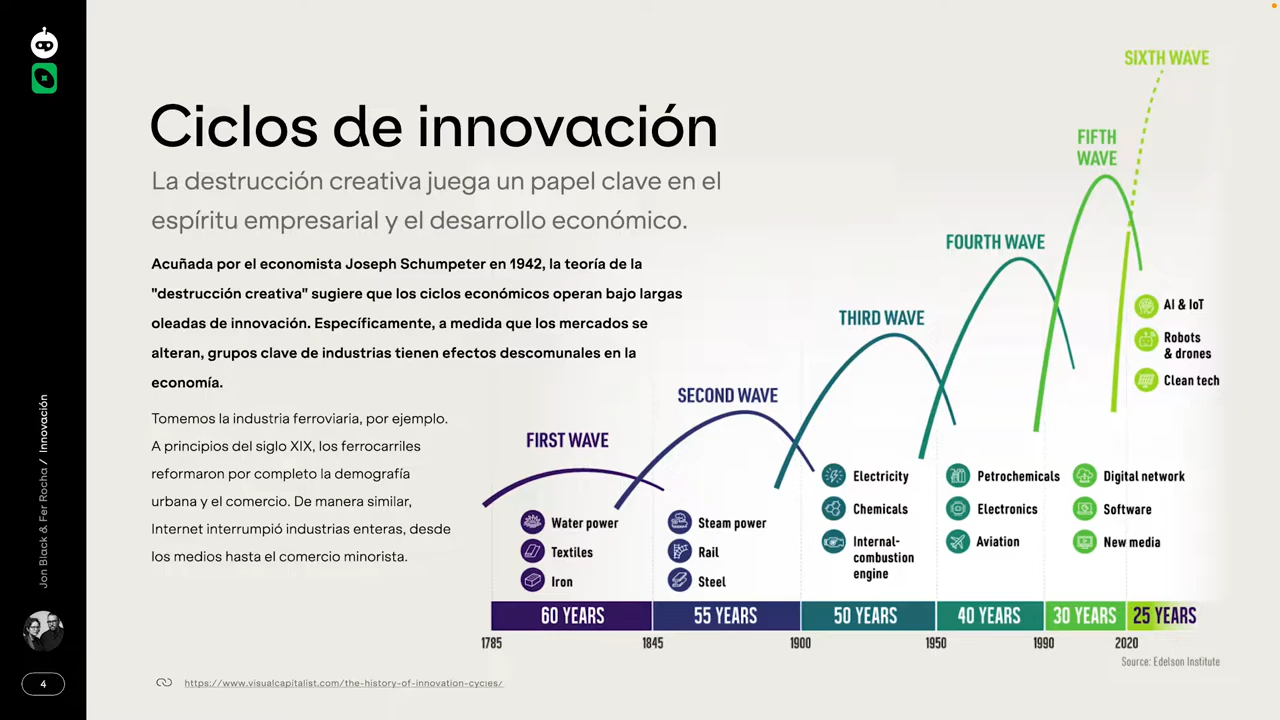 Ciclos de innovación
La destrucción creativa juega un papel clave en el
espíritu empresarial y el desarrollo económico.
Acuñada por el economista Joseph Schumpeter en 1942, la teoría de la
"destrucción creativa" sugiere que los ciclos económicos operan bajo largas
oleadas de innovación. Específicamente, a medida que los mercados se
alteran, grupos clave de industrias tienen efectos descomunales en la
economía.
Tomemos la industria ferroviaria, por ejemplo.
A principios del siglo XIX, los ferrocarriles
reformaron por completo la demografía
urbana y el comercio. De manera similar,
Internet interrumpió industrias enteras, desde
los medios hasta el comercio minorista.
FIRST WAVE
Water power
Textiles
Iron
SECOND WAVE
Steam power
Rail
Steel
THIRD WAVE
Electricity
Chemicals
Internal-
combustion
engine
FOURTH WAVE
Petrochemicals
Electronics
Aviation
FIFTH
WAVE
Digital network
Software
New media
SIXTH WAVE
AI & IoT
Robots
& drones
Clean tech
60 YEARS
55 YEARS
50 YEARS
40 YEARS
30 YEARS
25 YEARS
1785
1845
1900
1950
1990
2020
Source: Edelson Institute
https://www.visualcapitalist.com/the-history-of-innovation-cycles/
Jon Black & Fer Rocha / Innovación
4